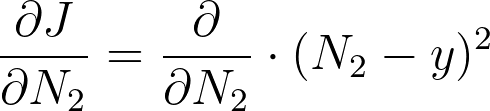 ∂J/∂N₂ = ∂/∂N₂ · (N₂ − y)²